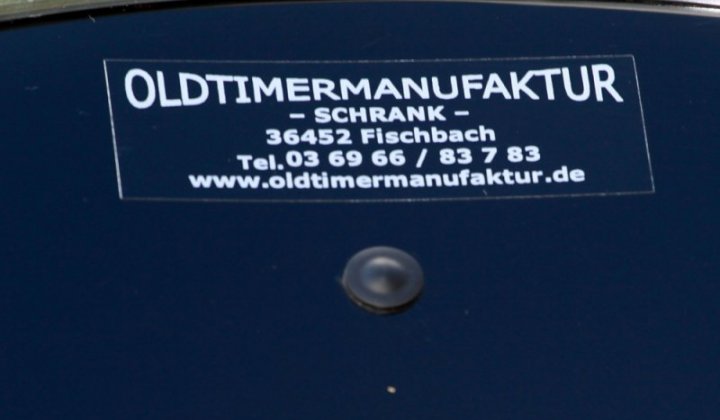 OLDTIMERMANUFAKTUR
– SCHRANK –
36452 Fischbach
Tel. 03 69 66 / 83 7 83
www.oldtimermanufaktur.de